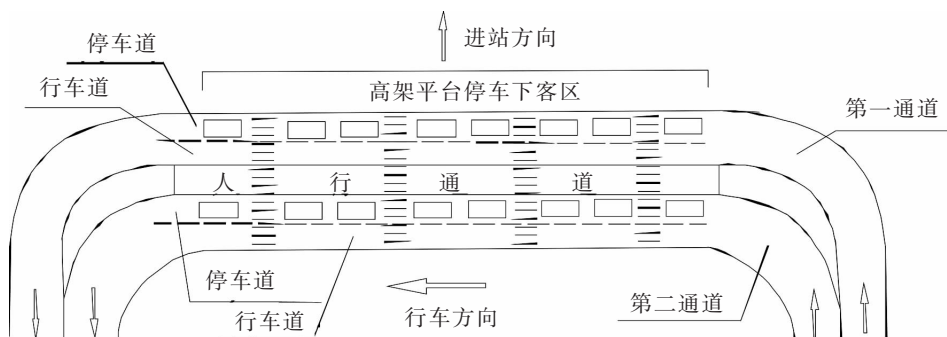 进站方向
停车道
行车道
高架平台停车下客区
第一通道
人行通道
停车道
行车道
行车方向
第二通道